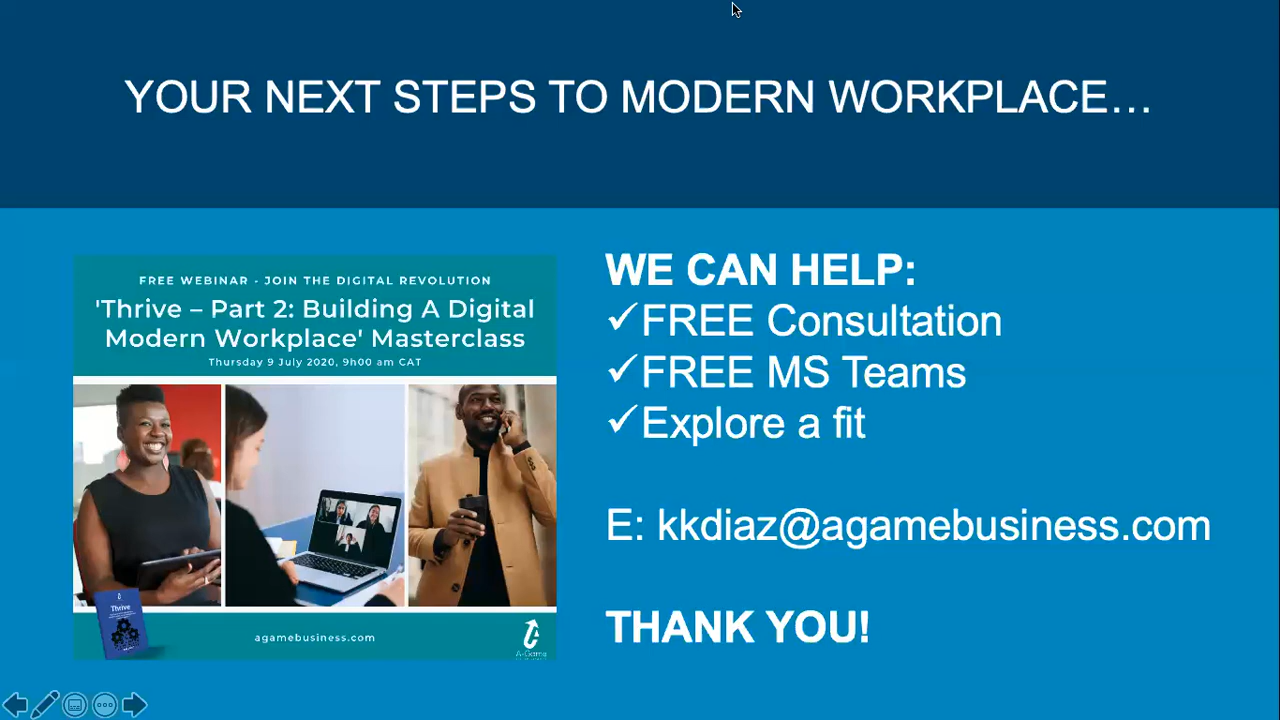 YOUR NEXT STEPS TO MODERN WORKPLACE…
FREE WEBINAR - JOIN THE DIGITAL REVOLUTION
'Thrive – Part 2: Building A Digital
Modern Workplace' Masterclass
Thursday 9 July 2020, 9h00 am CAT
Thrive
agamebusiness.com
A-Game
WE CAN HELP:
✓FREE Consultation
✓FREE MS Teams
✓Explore a fit
E: kkdiaz@agamebusiness.com
THANK YOU!